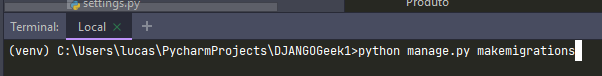 settings.py
Produto
Terminal: Local × + ∨
(venv) C:\Users\lucas\PycharmProjects\DJANGOGeek1>python manage.py makemigrations